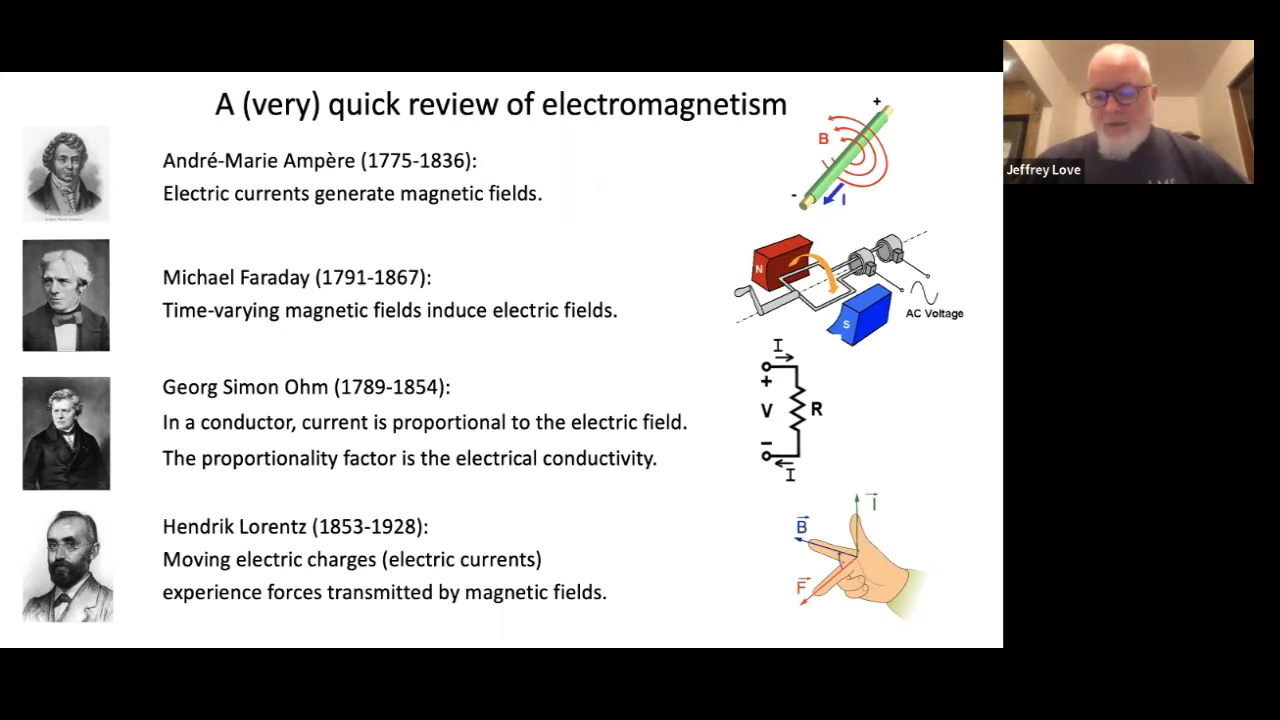 A (very) quick review of electromagnetism
André-Marie Ampère (1775-1836):
Electric currents generate magnetic fields.
+
B
-
I
Jeffrey Love
Michael Faraday (1791-1867):
Time-varying magnetic fields induce electric fields.
N
S
AC Voltage
Georg Simon Ohm (1789-1854):
In a conductor, current is proportional to the electric field.
The proportionality factor is the electrical conductivity.
I
+
V
R
−
I
Hendrik Lorentz (1853-1928):
Moving electric charges (electric currents)
experience forces transmitted by magnetic fields.
I
B
F